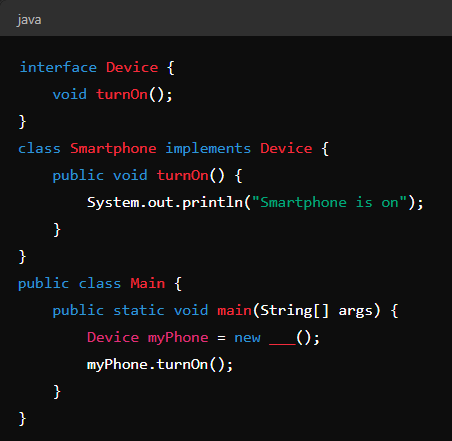 java
interface Device {
    void turnOn();
}
class Smartphone implements Device {
    public void turnOn() {
        System.out.println("Smartphone is on");
    }
}
public class Main {
    public static void main(String[] args) {
        Device myPhone = new ___();
        myPhone.turnOn();
    }
}